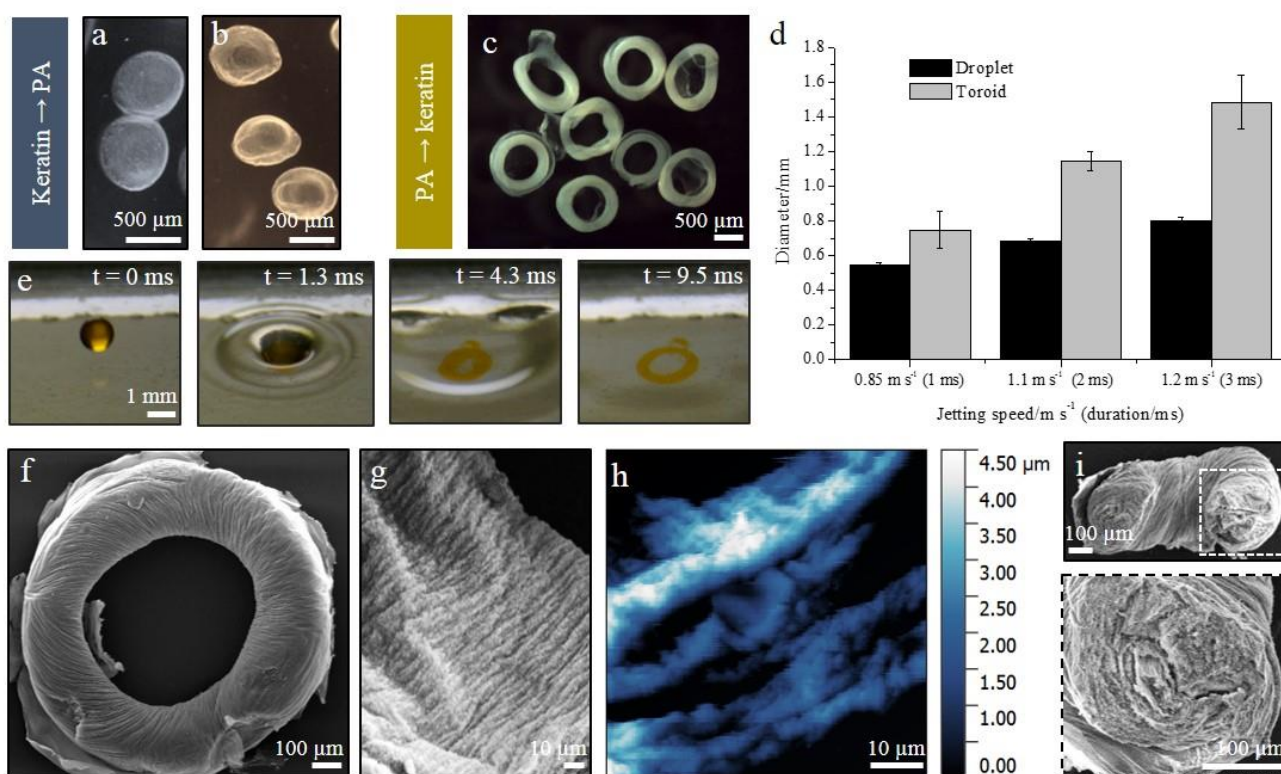 Keratin → PA
a
500 µm
b
500 µm
PA → keratin
c
500 µm
d
Diameter/mm
1.8
1.6
1.4
1.2
1.0
0.8
0.6
0.4
0.2
0.0
Droplet
Toroid
0.85 m s⁻¹ (1 ms)
1.1 m s⁻¹ (2 ms)
1.2 m s⁻¹ (3 ms)
Jetting speed/m s⁻¹ (duration/ms)
e
t = 0 ms
1 mm
t = 1.3 ms
t = 4.3 ms
t = 9.5 ms
f
100 µm
g
10 µm
h
10 µm
4.50 µm
4.00
3.50
3.00
2.50
2.00
1.50
1.00
0.00
i
100 µm
100 µm